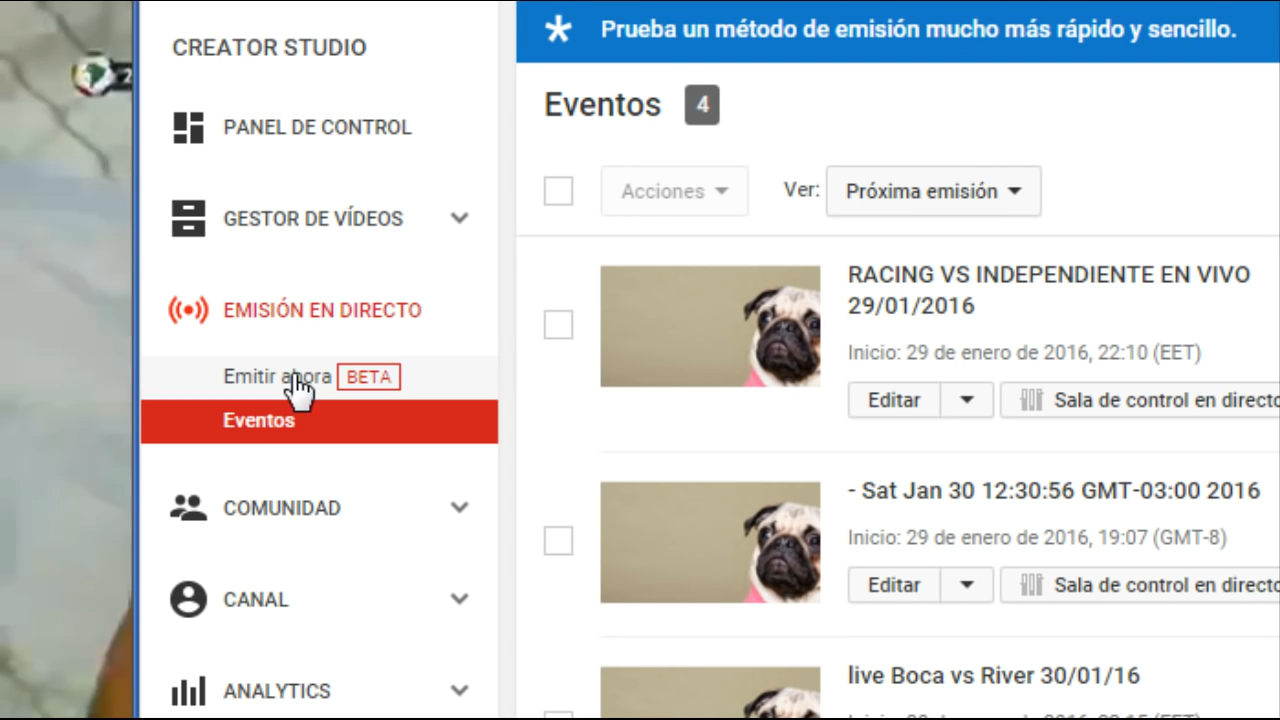 CREATOR STUDIO
PANEL DE CONTROL
GESTOR DE VÍDEOS
EMISIÓN EN DIRECTO
Emitir ahora BETA
Eventos
COMUNIDAD
CANAL
ANALYTICS
Prueba un método de emisión mucho más rápido y sencillo.
Eventos 4
Acciones Ver: Próxima emisión
RACING VS INDEPENDIENTE EN VIVO
29/01/2016
Inicio: 29 de enero de 2016, 22:10 (EET)
Editar Sala de control en directo
- Sat Jan 30 12:30:56 GMT-03:00 2016
Inicio: 29 de enero de 2016, 19:07 (GMT-8)
Editar Sala de control en directo
live Boca vs River 30/01/16